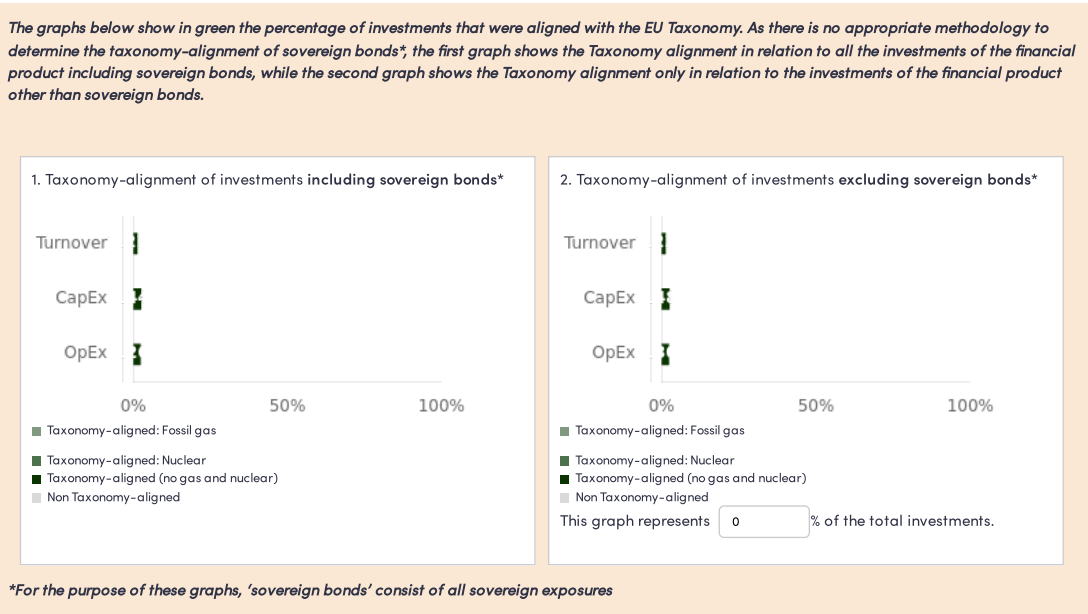 The graphs below show in green the percentage of investments that were aligned with the EU Taxonomy. As there is no appropriate methodology to
determine the taxonomy-alignment of sovereign bonds*, the first graph shows the Taxonomy alignment in relation to all the investments of the financial
product including sovereign bonds, while the second graph shows the Taxonomy alignment only in relation to the investments of the financial product
other than sovereign bonds.
1. Taxonomy-alignment of investments including sovereign bonds*
Turnover
CapEx
OpEx
0% 50% 100%
Taxonomy-aligned: Fossil gas
Taxonomy-aligned: Nuclear
Taxonomy-aligned (no gas and nuclear)
Non Taxonomy-aligned
2. Taxonomy-alignment of investments excluding sovereign bonds*
Turnover
CapEx
OpEx
0% 50% 100%
Taxonomy-aligned: Fossil gas
Taxonomy-aligned: Nuclear
Taxonomy-aligned (no gas and nuclear)
Non Taxonomy-aligned
This graph represents 0 % of the total investments.
*For the purpose of these graphs, ‘sovereign bonds’ consist of all sovereign exposures